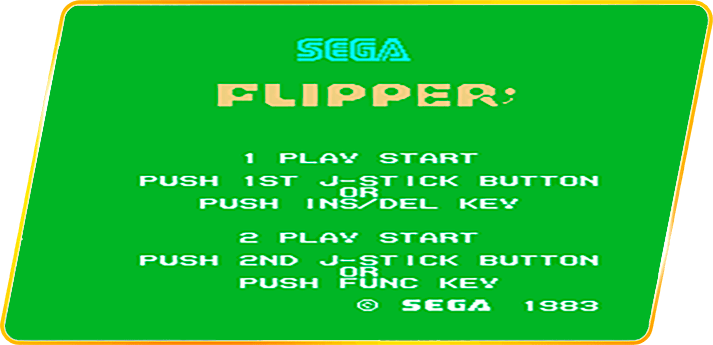 SEGA
FLIPPER;
1 PLAY START
PUSH 1ST J-STICK BUTTON
OR
PUSH INS/DEL KEY
2 PLAY START
PUSH 2ND J-STICK BUTTON
OR
PUSH FUNC KEY
© SEGA 1983